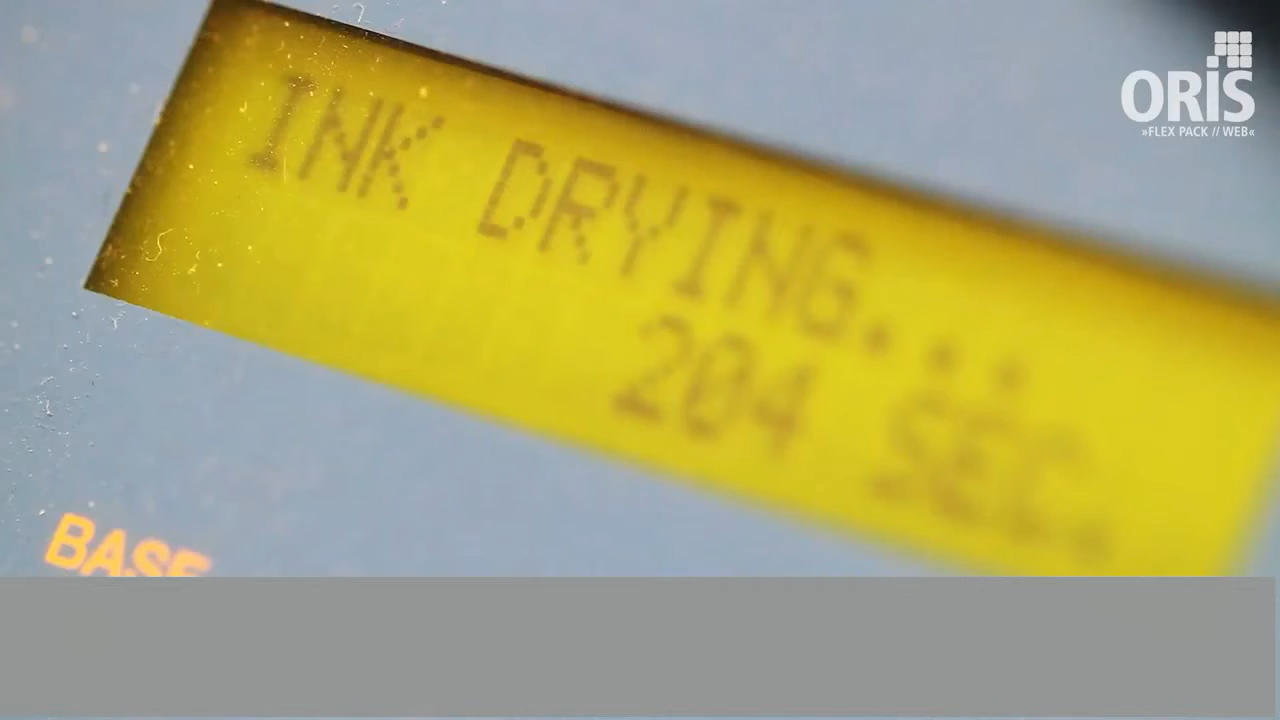 INK DRYING...
204 SEC.
BASE
ORIS
»FLEX PACK // WEB«